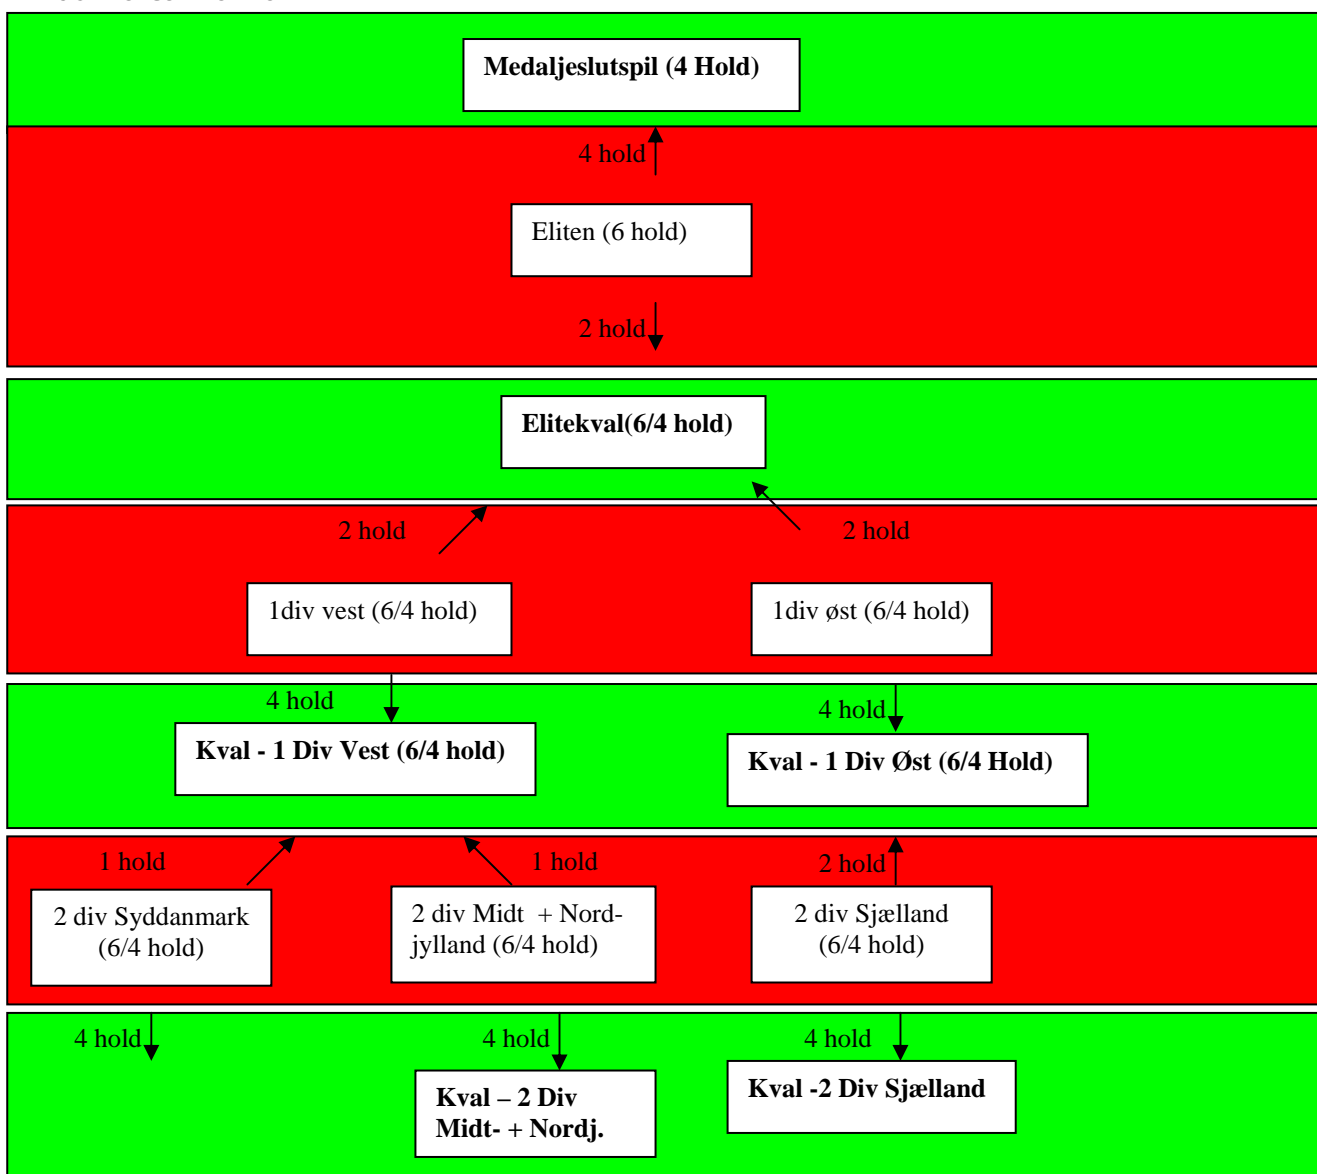 Medaljeslutspil (4 Hold)
4 hold
Eliten (6 hold)
2 hold
Elitekval(6/4 hold)
2 hold
2 hold
1div vest (6/4 hold)
1div øst (6/4 hold)
4 hold
4 hold
Kval - 1 Div Vest (6/4 hold)
Kval - 1 Div Øst (6/4 Hold)
1 hold
1 hold
2 hold
2 div Syddanmark
(6/4 hold)
2 div Midt + Nord-
jylland (6/4 hold)
2 div Sjælland
(6/4 hold)
4 hold
4 hold
4 hold
Kval – 2 Div
Midt- + Nordj.
Kval -2 Div Sjælland